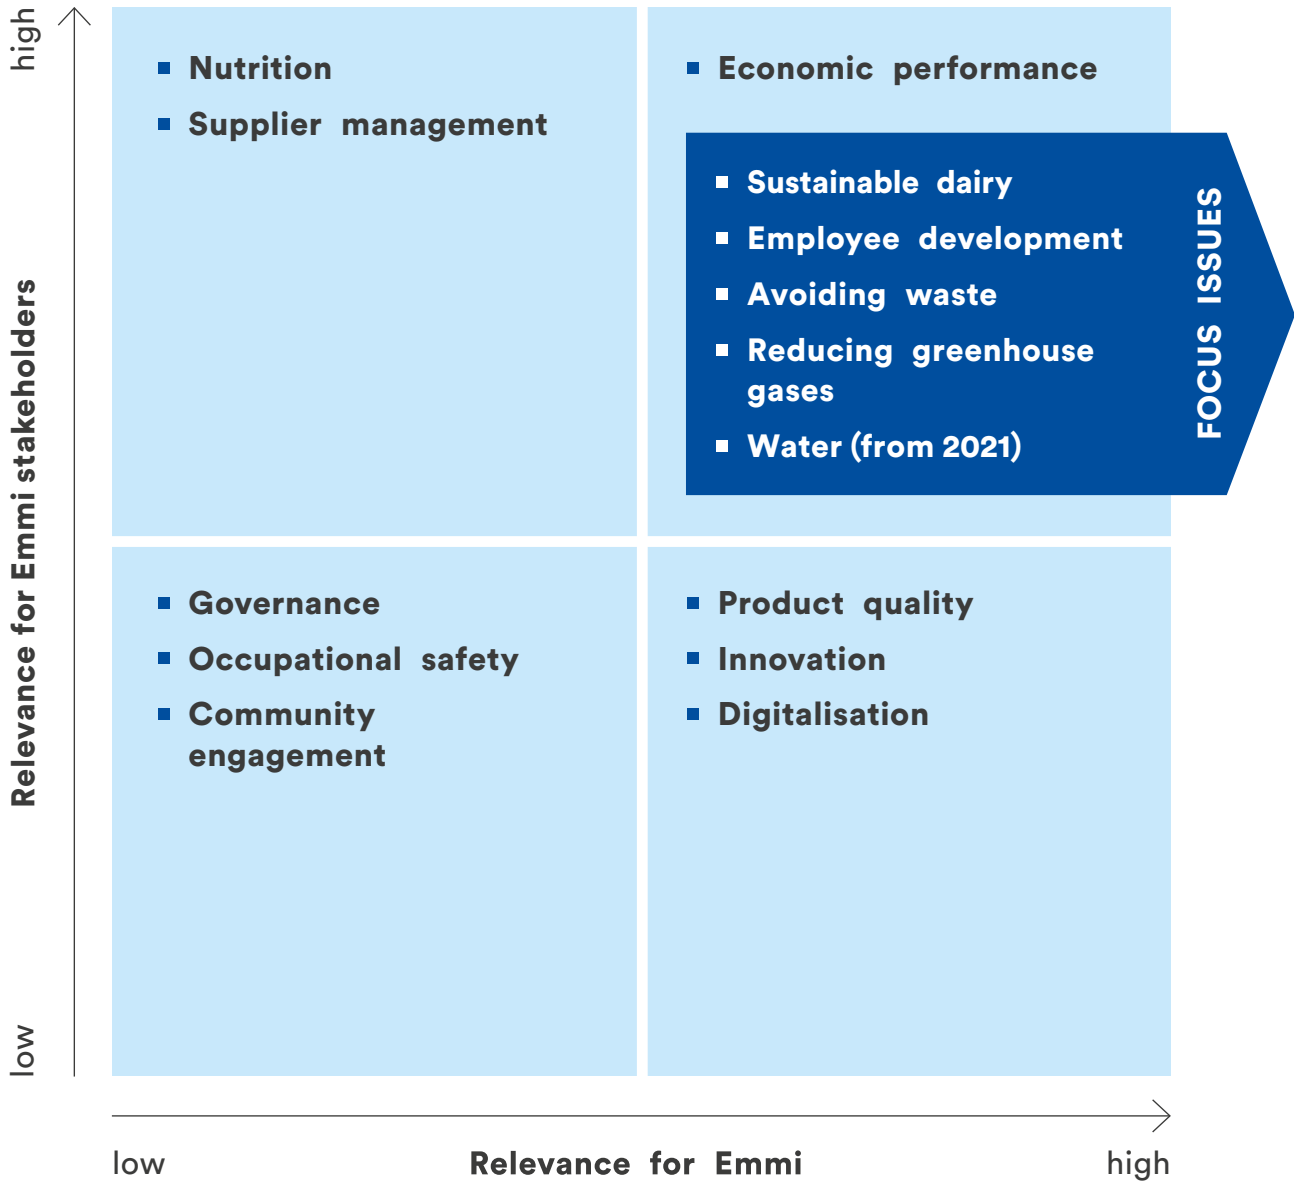 high
Relevance for Emmi stakeholders
low
Nutrition
Supplier management
Economic performance
Sustainable dairy
Employee development
Avoiding waste
Reducing greenhouse
gases
Water (from 2021)
FOCUS ISSUES
Governance
Occupational safety
Community
engagement
Product quality
Innovation
Digitalisation
low
Relevance for Emmi
high